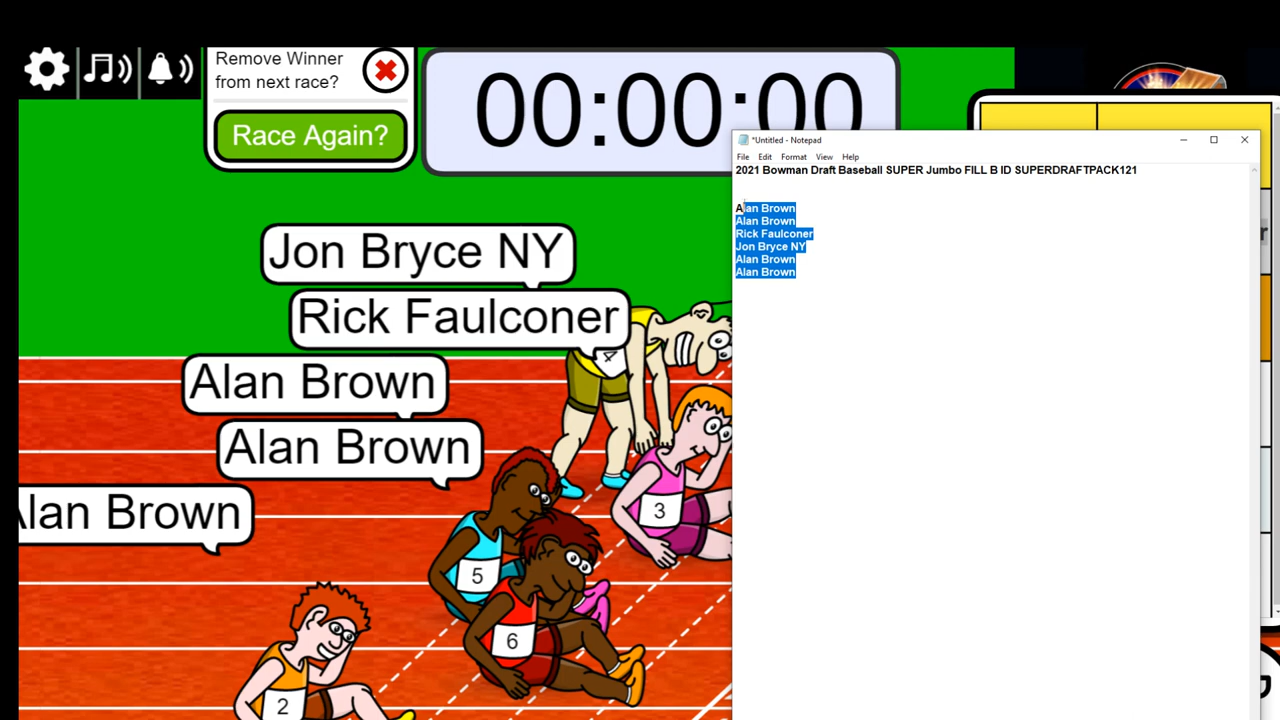 Remove Winner
from next race?
Race Again?
00:00:00
*Untitled - Notepad
File Edit Format View Help
2021 Bowman Draft Baseball SUPER Jumbo FILL B ID SUPERDRAFTPACK121
Alan Brown
Alan Brown
Rick Faulconer
Jon Bryce NY
Alan Brown
Alan Brown
Jon Bryce NY
Rick Faulconer
Alan Brown
Alan Brown
Alan Brown
4
3
5
6
2